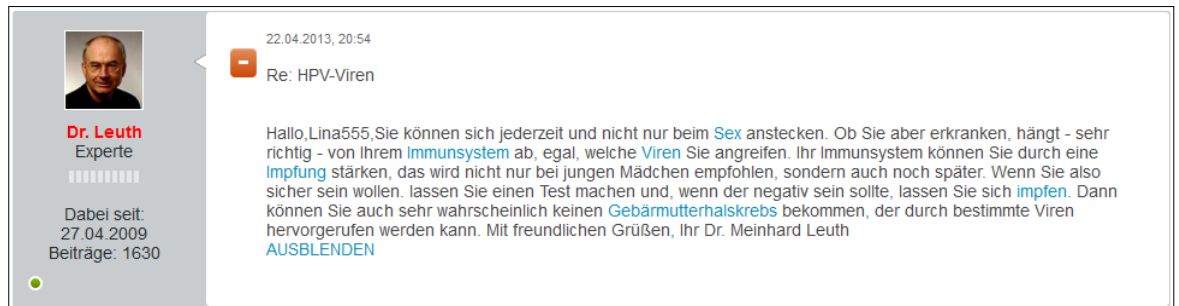 Dr. Leuth
Experte
Dabei seit:
27.04.2009
Beiträge: 1630
22.04.2013, 20:54
Re: HPV-Viren
Hallo,Lina555,Sie können sich jederzeit und nicht nur beim Sex anstecken. Ob Sie aber erkranken, hängt - sehr
richtig - von Ihrem Immunsystem ab, egal, welche Viren Sie angreifen. Ihr Immunsystem können Sie durch eine
Impfung stärken, das wird nicht nur bei jungen Mädchen empfohlen, sondern auch noch später. Wenn Sie also
sicher sein wollen. lassen Sie einen Test machen und, wenn der negativ sein sollte, lassen Sie sich impfen. Dann
können Sie auch sehr wahrscheinlich keinen Gebärmutterhalskrebs bekommen, der durch bestimmte Viren
hervorgerufen werden kann. Mit freundlichen Grüßen, Ihr Dr. Meinhard Leuth
AUSBLENDEN